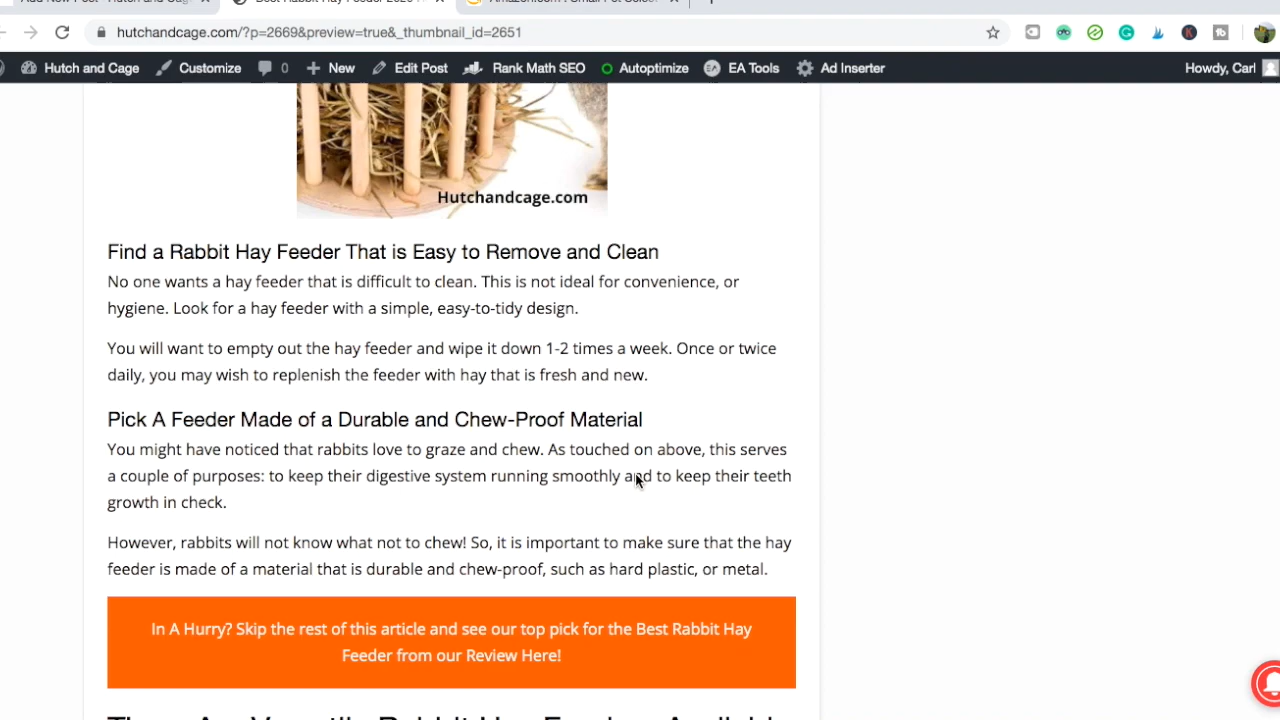 hutchandcage.com/?p=2669&preview=true&_thumbnail_id=2651
Hutch and Cage Customize 0 New Edit Post Rank Math SEO Autoptimize EA Tools Ad Inserter Howdy, Carl
Hutchandcage.com
Find a Rabbit Hay Feeder That is Easy to Remove and Clean
No one wants a hay feeder that is difficult to clean. This is not ideal for convenience, or
hygiene. Look for a hay feeder with a simple, easy-to-tidy design.
You will want to empty out the hay feeder and wipe it down 1-2 times a week. Once or twice
daily, you may wish to replenish the feeder with hay that is fresh and new.
Pick A Feeder Made of a Durable and Chew-Proof Material
You might have noticed that rabbits love to graze and chew. As touched on above, this serves
a couple of purposes: to keep their digestive system running smoothly and to keep their teeth
growth in check.
However, rabbits will not know what not to chew! So, it is important to make sure that the hay
feeder is made of a material that is durable and chew-proof, such as hard plastic, or metal.
In A Hurry? Skip the rest of this article and see our top pick for the Best Rabbit Hay
Feeder from our Review Here!